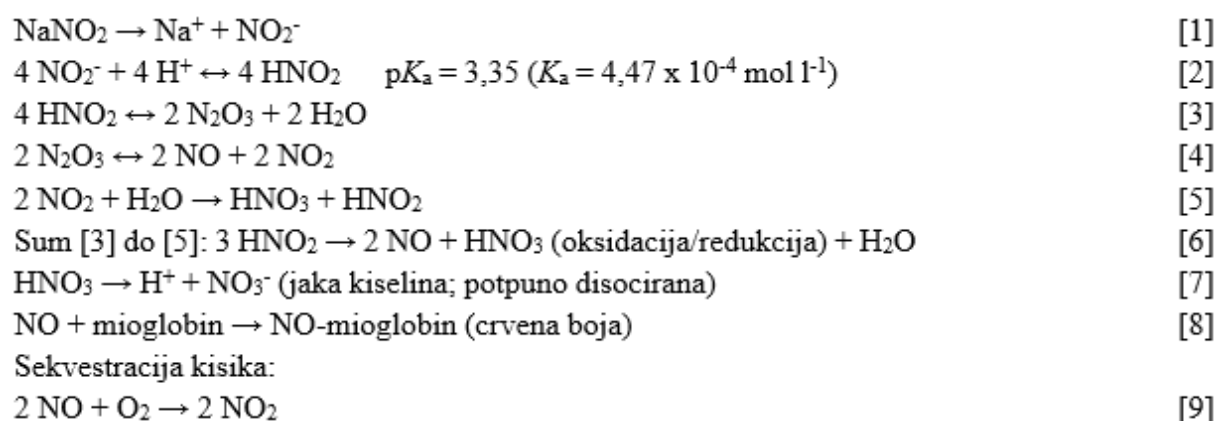 NaNO₂ → Na⁺ + NO₂⁻ [1]
4 NO₂⁻ + 4 H⁺ ↔ 4 HNO₂ pKₐ = 3,35 (Kₐ = 4,47 x 10⁻⁴ mol l⁻¹) [2]
4 HNO₂ ↔ 2 N₂O₃ + 2 H₂O [3]
2 N₂O₃ ↔ 2 NO + 2 NO₂ [4]
2 NO₂ + H₂O → HNO₃ + HNO₂ [5]
Sum [3] do [5]: 3 HNO₂ → 2 NO + HNO₃ (oksidacija/redukcija) + H₂O [6]
HNO₃ → H⁺ + NO₃⁻ (jaka kiselina; potpuno disocirana) [7]
NO + mioglobin → NO-mioglobin (crvena boja) [8]
Sekvestracija kisika:
2 NO + O₂ → 2 NO₂ [9]